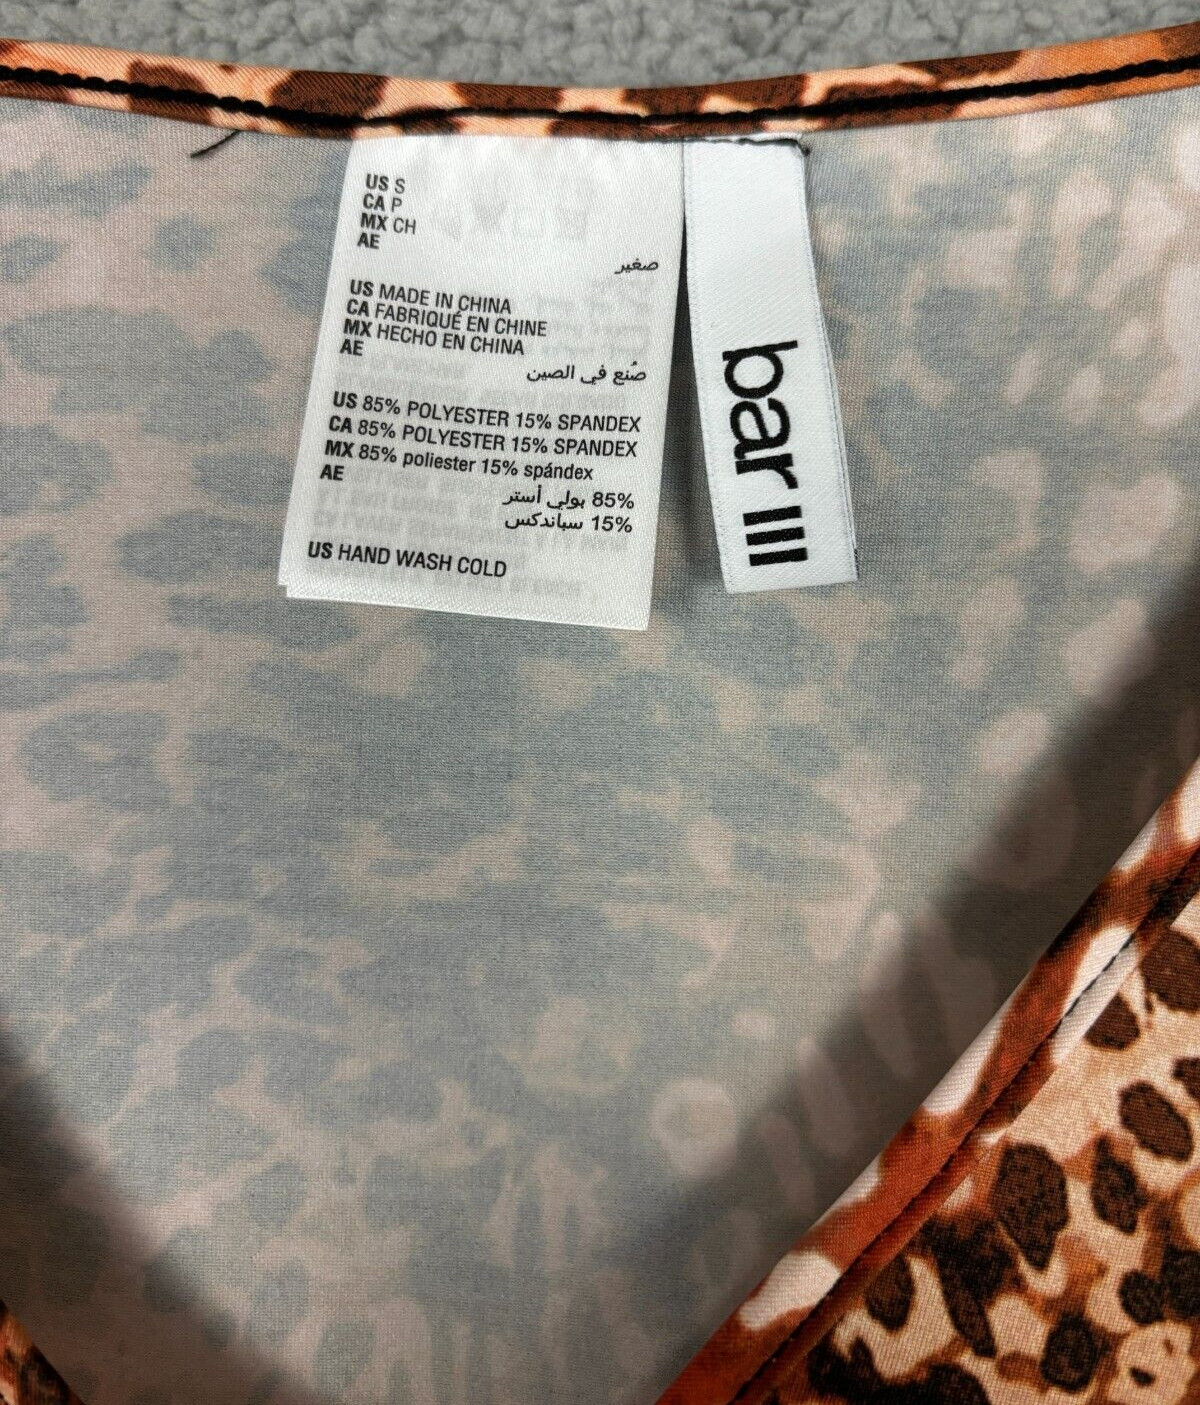 US S
CA P
MX CH
AE
صغير
US MADE IN CHINA
CA FABRIQUÉ EN CHINE
MX HECHO EN CHINA
AE
صُنع في الصين
US 85% POLYESTER 15% SPANDEX
CA 85% POLYESTER 15% SPANDEX
MX 85% poliester 15% spándex
AE
85% بولي أستر
15% سباندكس
US HAND WASH COLD
bar III